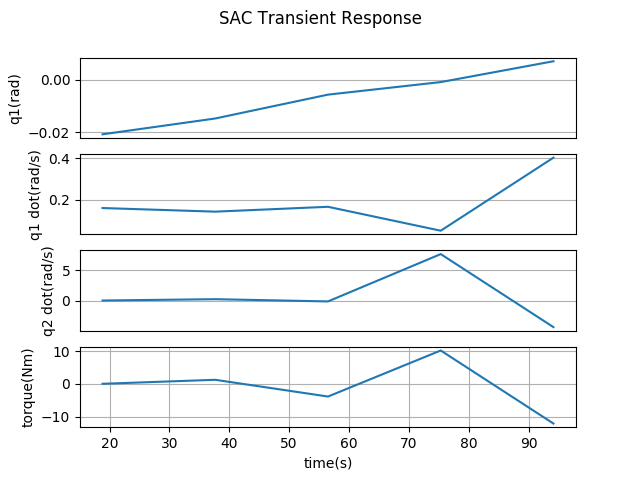 SAC Transient Response
q1(rad)
0.00
−0.02
q1 dot(rad/s)
0.4
0.2
q2 dot(rad/s)
5
0
torque(Nm)
10
0
−10
20 30 40 50 60 70 80 90
time(s)